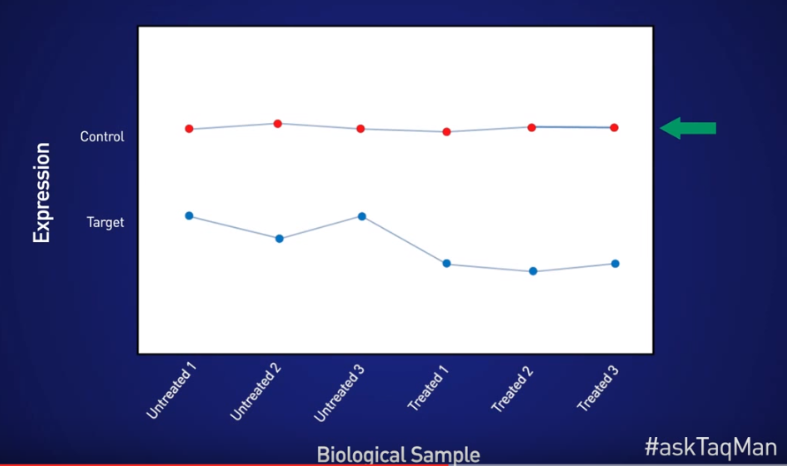 Expression
Control
Target
Untreated 1
Untreated 2
Untreated 3
Treated 1
Treated 2
Treated 3
Biological Sample
#askTaqMan